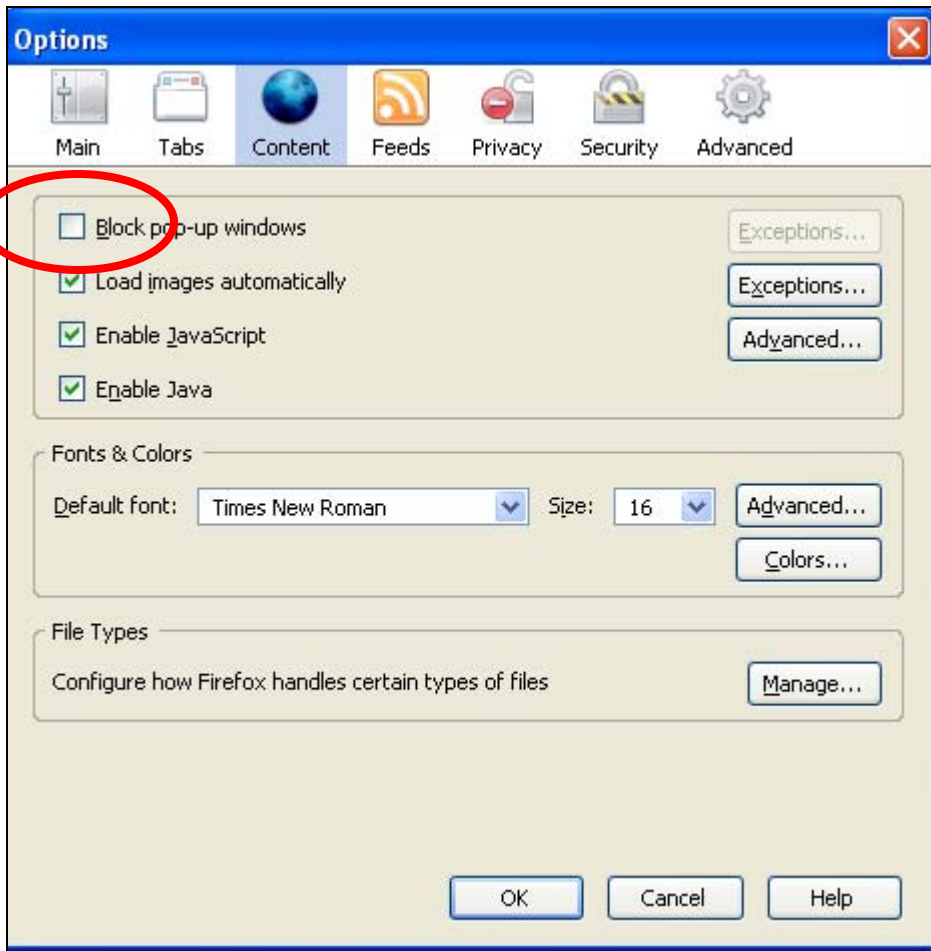 Options
Main Tabs Content Feeds Privacy Security Advanced
Block pop-up windows Exceptions...
Load images automatically Exceptions...
Enable JavaScript Advanced...
Enable Java
Fonts & Colors
Default font: Times New Roman Size: 16 Advanced...
Colors...
File Types
Configure how Firefox handles certain types of files Manage...
OK Cancel Help